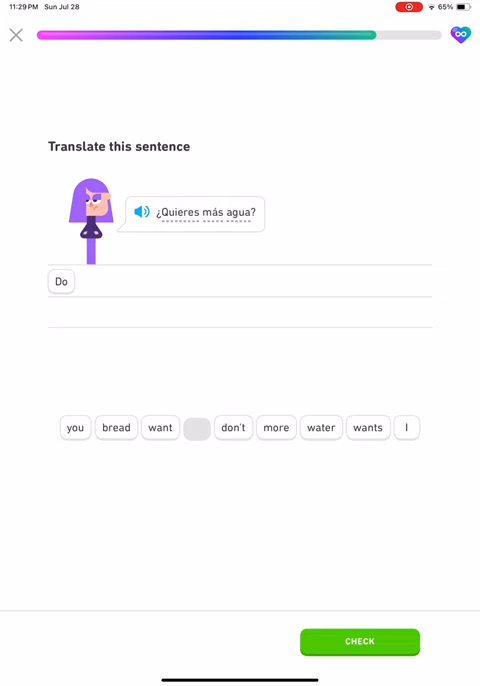 11:29 PM Sun Jul 28 65%
Translate this sentence
¿Quieres más agua?
Do
you bread want don't more water wants I
CHECK